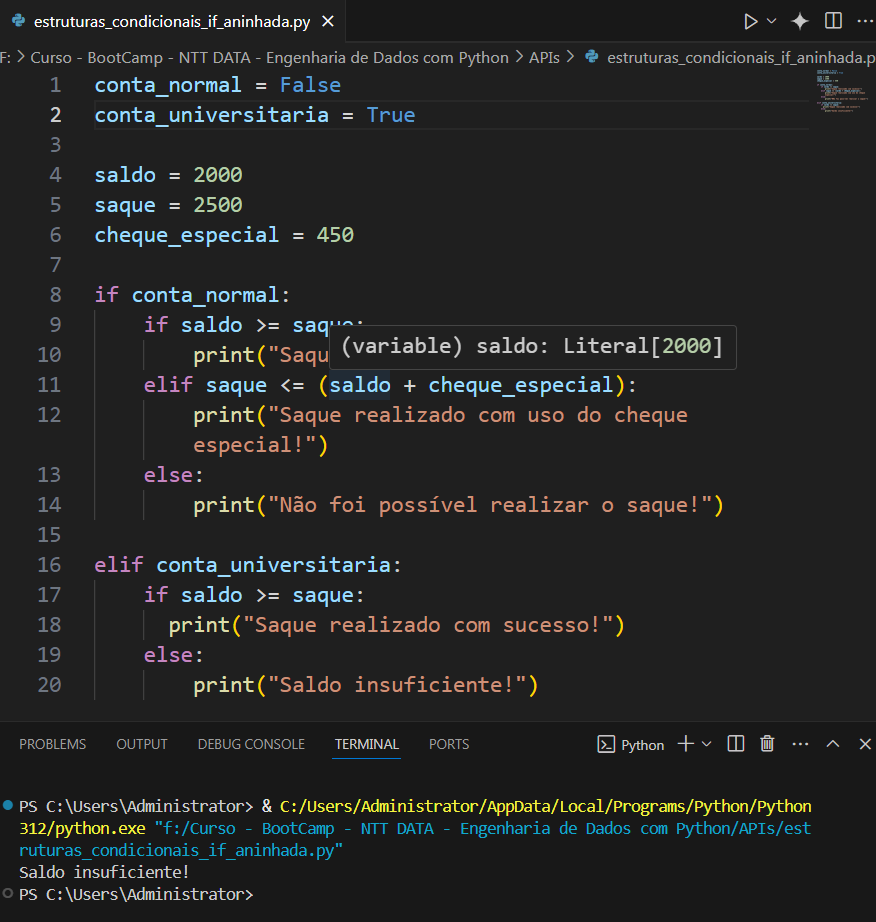 estruturas_condicionais_if_aninhada.py
F: > Curso - BootCamp - NTT DATA - Engenharia de Dados com Python > APIs > estruturas_condicionais_if_aninhada.p
1 conta_normal = False
2 conta_universitaria = True
3
4 saldo = 2000
5 saque = 2500
6 cheque_especial = 450
7
8 if conta_normal:
9 if saldo >= saque:
(variable) saldo: Literal[2000]
10 print("Saqu
11 elif saque <= (saldo + cheque_especial):
12 print("Saque realizado com uso do cheque
especial!")
13 else:
14 print("Não foi possível realizar o saque!")
15
16 elif conta_universitaria:
17 if saldo >= saque:
18 print("Saque realizado com sucesso!")
19 else:
20 print("Saldo insuficiente!")
PROBLEMS OUTPUT DEBUG CONSOLE TERMINAL PORTS Python
PS C:\Users\Administrator> & C:/Users/Administrator/AppData/Local/Programs/Python/Python
312/python.exe "f:/Curso - BootCamp - NTT DATA - Engenharia de Dados com Python/APIs/est
ruturas_condicionais_if_aninhada.py"
Saldo insuficiente!
PS C:\Users\Administrator>